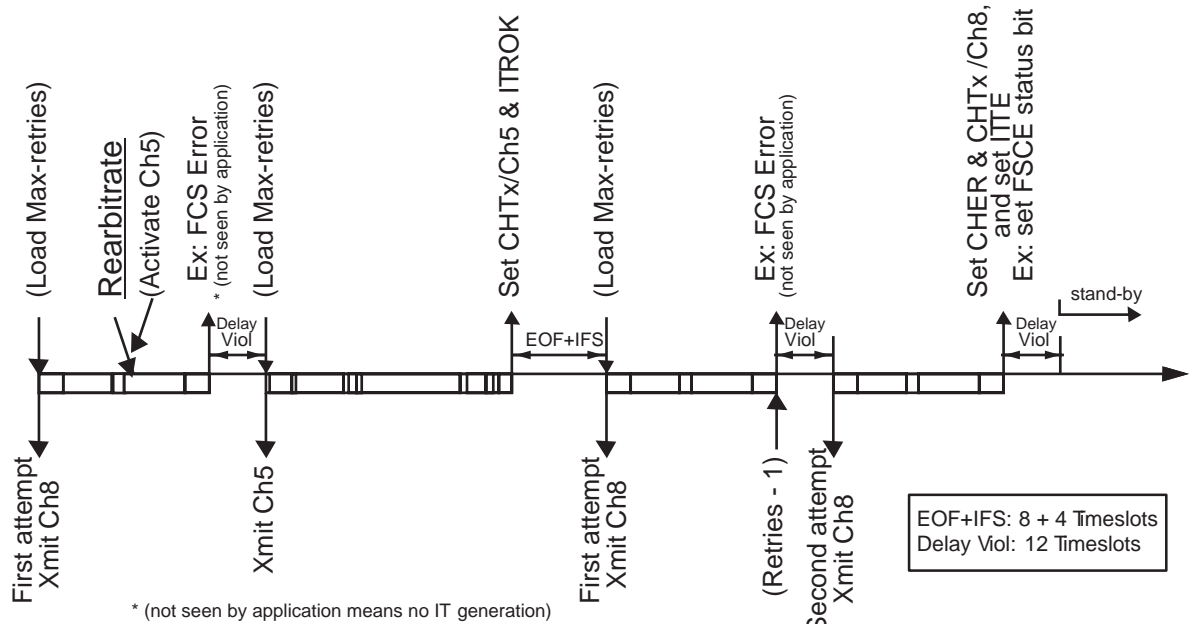 (Load Max-retries)
Rearbitrate
(Activate Ch5)
Ex: FCS Error
* (not seen by application)
(Load Max-retries)
Set CHTx/Ch5 & ITROK
(Load Max-retries)
Ex: FCS Error
(not seen by application)
Set CHER & CHTx /Ch8,
and set ITTE
Ex: set FSCE status bit
stand-by
Delay
Viol
EOF+IFS
Delay
Viol
Delay
Viol
First attempt
Xmit Ch8
Xmit Ch5
First attempt
Xmit Ch8
(Retries - 1)
Second attempt
Xmit Ch8
EOF+IFS: 8 + 4 Timeslots
Delay Viol: 12 Timeslots
* (not seen by application means no IT generation)